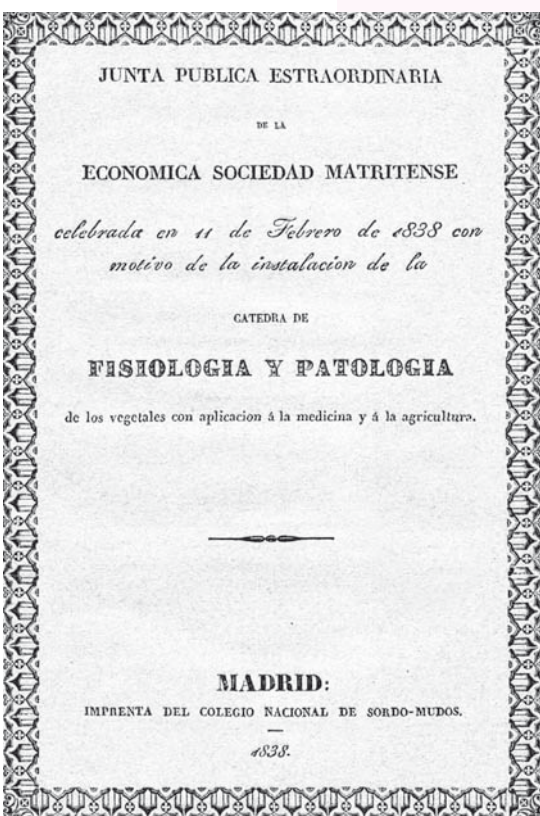 JUNTA PUBLICA ESTRAORDINARIA
DE LA
ECONOMICA SOCIEDAD MATRITENSE
celebrada en 11 de Febrero de 1838 con
motivo de la instalacion de la
CATEDRA DE
FISIOLOGIA Y PATOLOGIA
de los vegetales con aplicacion á la medicina y á la agricultura.
MADRID:
IMPRENTA DEL COLEGIO NACIONAL DE SORDO-MUDOS.
1838.